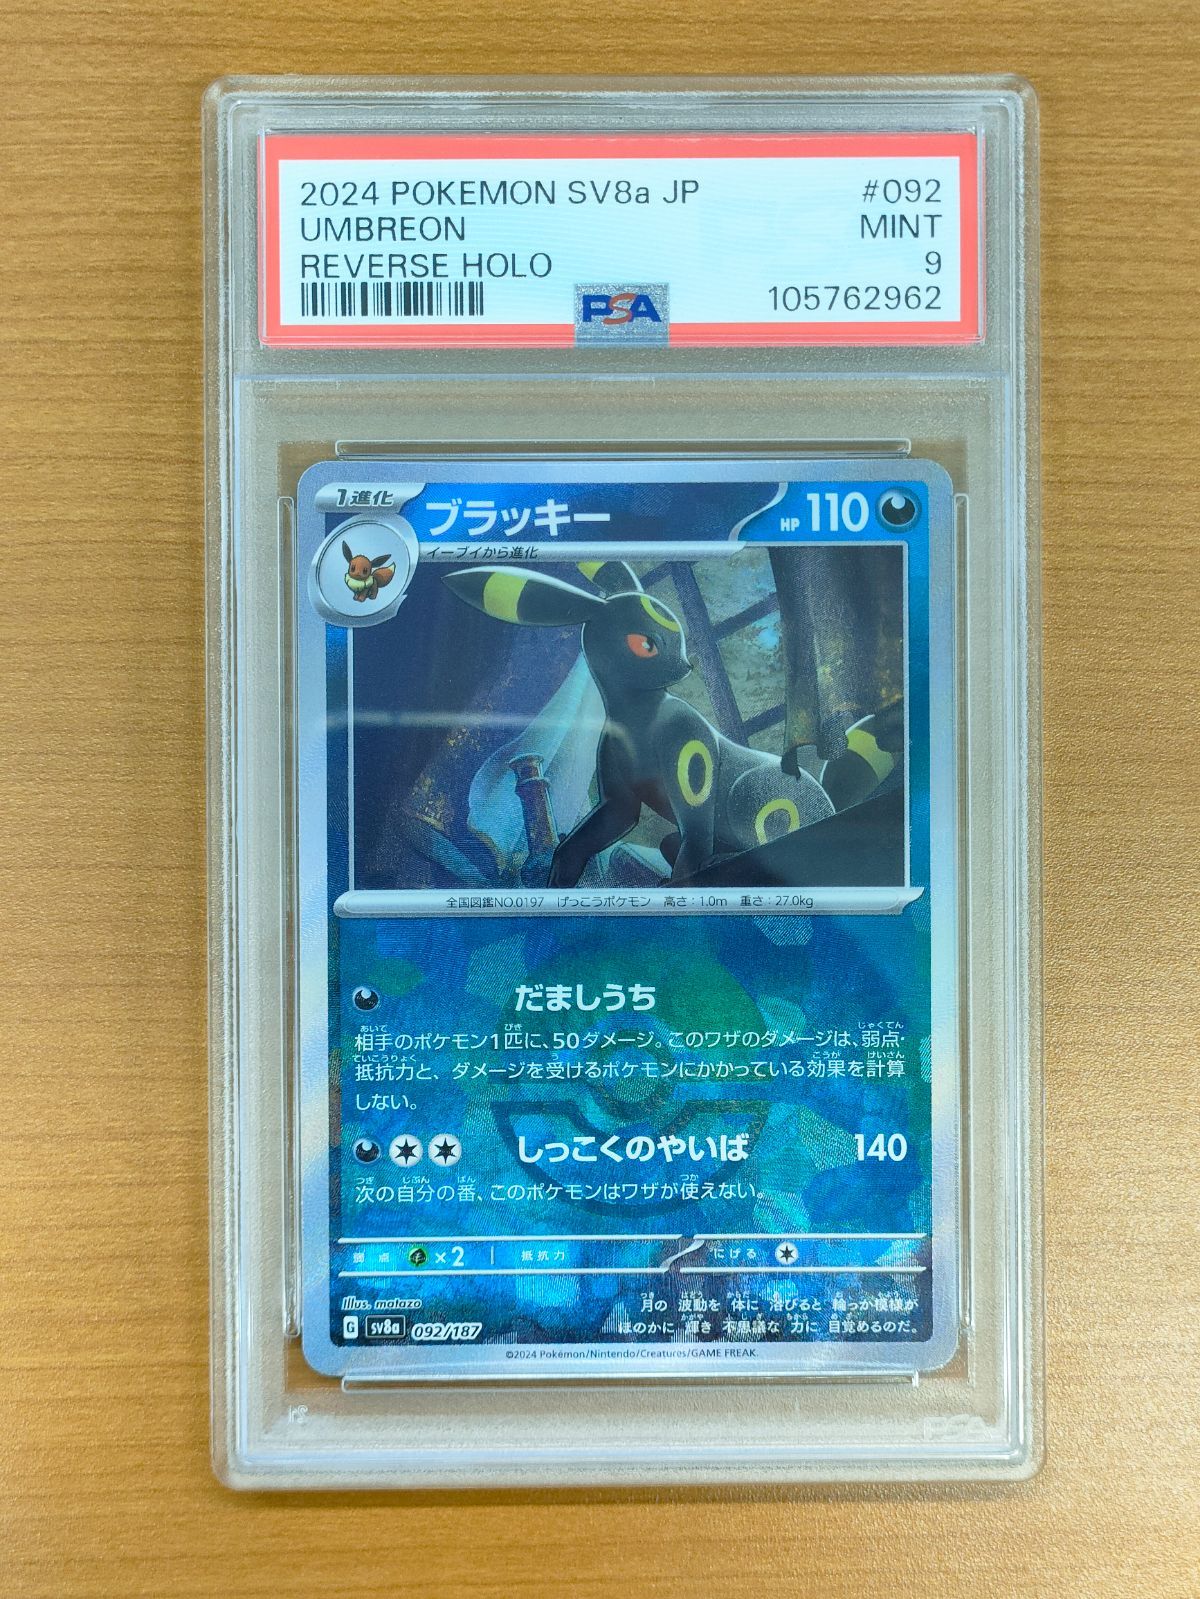 2024 POKEMON SV8a JP #092
UMBREON MINT
REVERSE HOLO 9
PSA 105762962
1進化
ブラッキー HP 110
イーブイから進化
全国図鑑NO.0197 げっこうポケモン 高さ:1.0m 重さ:27.0kg
だましうち
相手のポケモン1匹に、50ダメージ。このワザのダメージは、弱点・
抵抗力と、ダメージを受けるポケモンにかかっている効果を計算
しない。
しっこくのやいば 140
次の自分の番、このポケモンはワザが使えない。
弱点 ×2 抵抗力 にげる
Illus. matazo
月の 波動を 体に 浴びると 輪っか模様が
ほのかに 輝き 不思議な 力に 目覚めるのだ。
G sv8a 092/187
©2024 Pokémon/Nintendo/Creatures/GAME FREAK.
PSA